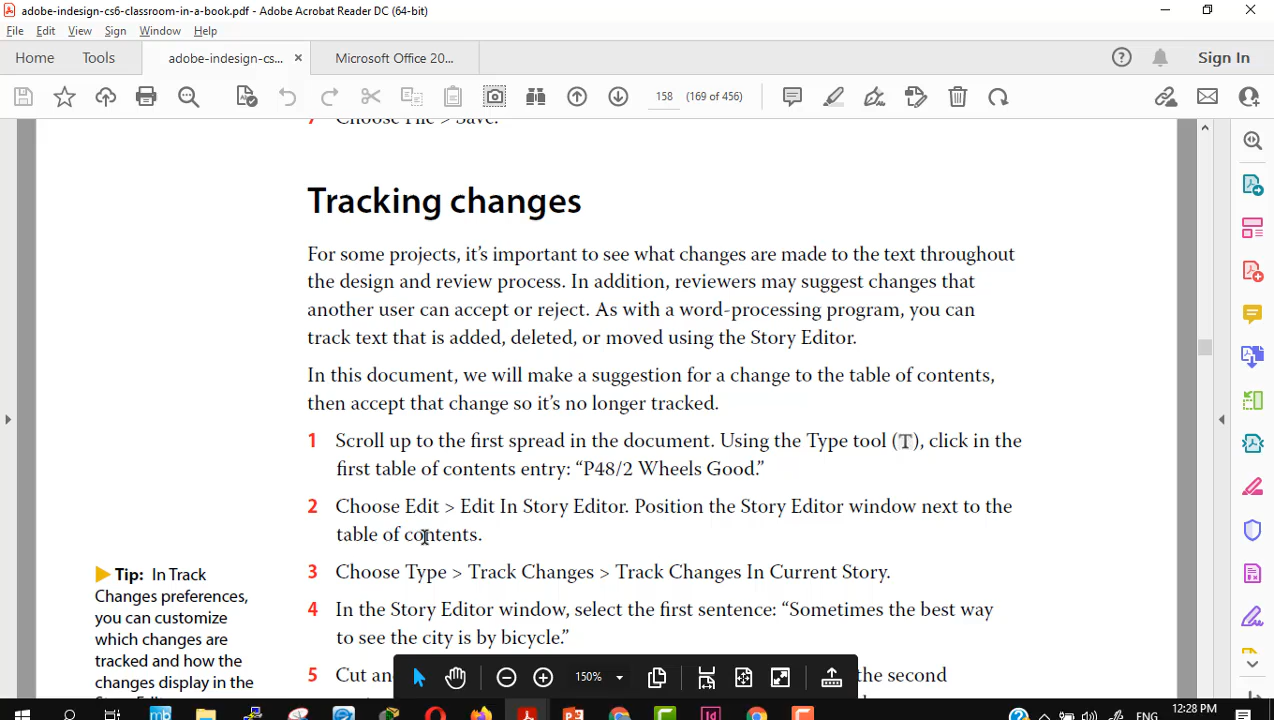 adobe-indesign-cs6-classroom-in-a-book.pdf - Adobe Acrobat Reader DC (64-bit)
File Edit View Sign Window Help
Home Tools adobe-indesign-cs... × Microsoft Office 20... Sign In
158 (169 of 456)
7 Choose File > Save.
Tracking changes
For some projects, it's important to see what changes are made to the text throughout
the design and review process. In addition, reviewers may suggest changes that
another user can accept or reject. As with a word-processing program, you can
track text that is added, deleted, or moved using the Story Editor.
In this document, we will make a suggestion for a change to the table of contents,
then accept that change so it's no longer tracked.
1 Scroll up to the first spread in the document. Using the Type tool (T), click in the
first table of contents entry: “P48/2 Wheels Good.”
2 Choose Edit > Edit In Story Editor. Position the Story Editor window next to the
table of contents.
3 Choose Type > Track Changes > Track Changes In Current Story.
4 In the Story Editor window, select the first sentence: “Sometimes the best way
to see the city is by bicycle.”
5 Cut an
the second
Tip: In Track
Changes preferences,
you can customize
which changes are
tracked and how the
changes display in the
150%
12:28 PM